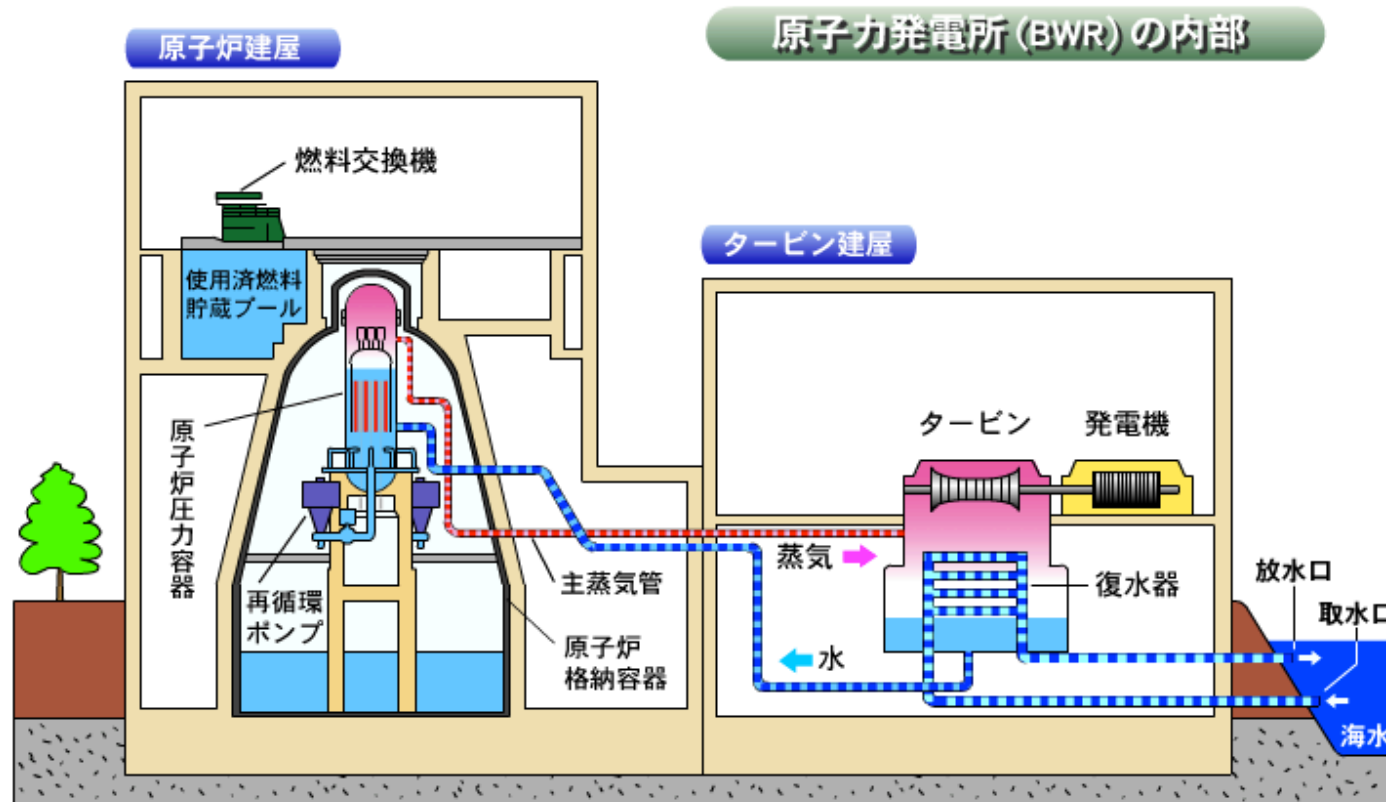 原子力発電所(BWR)の内部
原子炉建屋
燃料交換機
使用済燃料
貯蔵プール
タービン建屋
原子炉圧力容器
タービン
発電機
蒸気
主蒸気管
再循環
ポンプ
原子炉
格納容器
復水器
水
放水口
取水口
海水